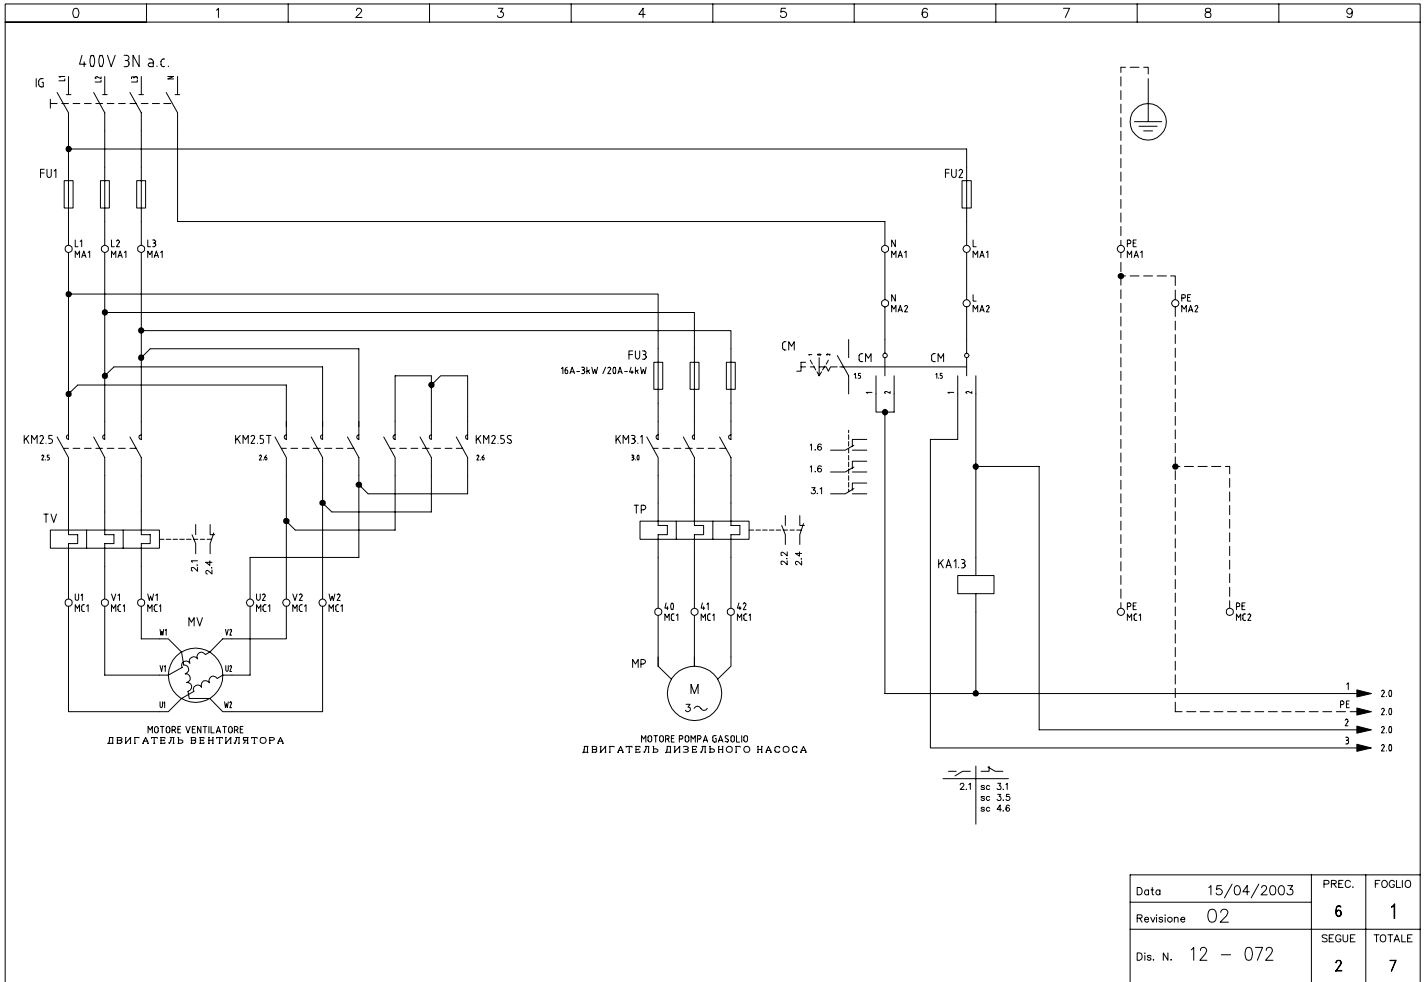 0 1 2 3 4 5 6 7 8 9
400V 3N a.c.
IG
L1 L2 L3 N
FU1
FU2
L1
MA1
L2
MA1
L3
MA1
N
MA1
L
MA1
PE
MA1
N
MA2
L
MA2
PE
MA2
FU3
16A-3kW /20A-4kW
CM
CM
1.5
CM
1.5
1 2
1 2
KM2.5
2.5
KM2.5T
2.6
KM2.5S
2.6
KM3.1
3.0
1.6
1.6
3.1
TV
2.1
2.4
TP
2.2
2.4
KA1.3
U1
MC1
V1
MC1
W1
MC1
U2
MC1
V2
MC1
W2
MC1
40
MC1
41
MC1
42
MC1
PE
MC1
PE
MC2
MV
W1 V2
V1 U2
U1 W2
MP
M
3~
MOTORE VENTILATORE
ДВИГАТЕЛЬ ВЕНТИЛЯТОРА
MOTORE POMPA GASOLIO
ДВИГАТЕЛЬ ДИЗЕЛЬНОГО НАСОСА
1 2.0
PE 2.0
2 2.0
3 2.0
2.1 sc 3.1
sc 3.5
sc 4.6
Data 15/04/2003
Revisione 02
Dis. N. 12 - 072
PREC.
6
FOGLIO
1
SEGUE
2
TOTALE
7